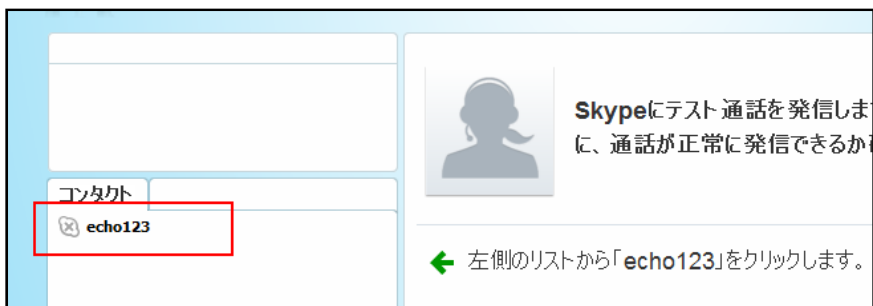 Skypeにテスト通話を発信しま
に、通話が正常に発信できるか
コンタクト
echo123
左側のリストから「echo123」をクリックします。